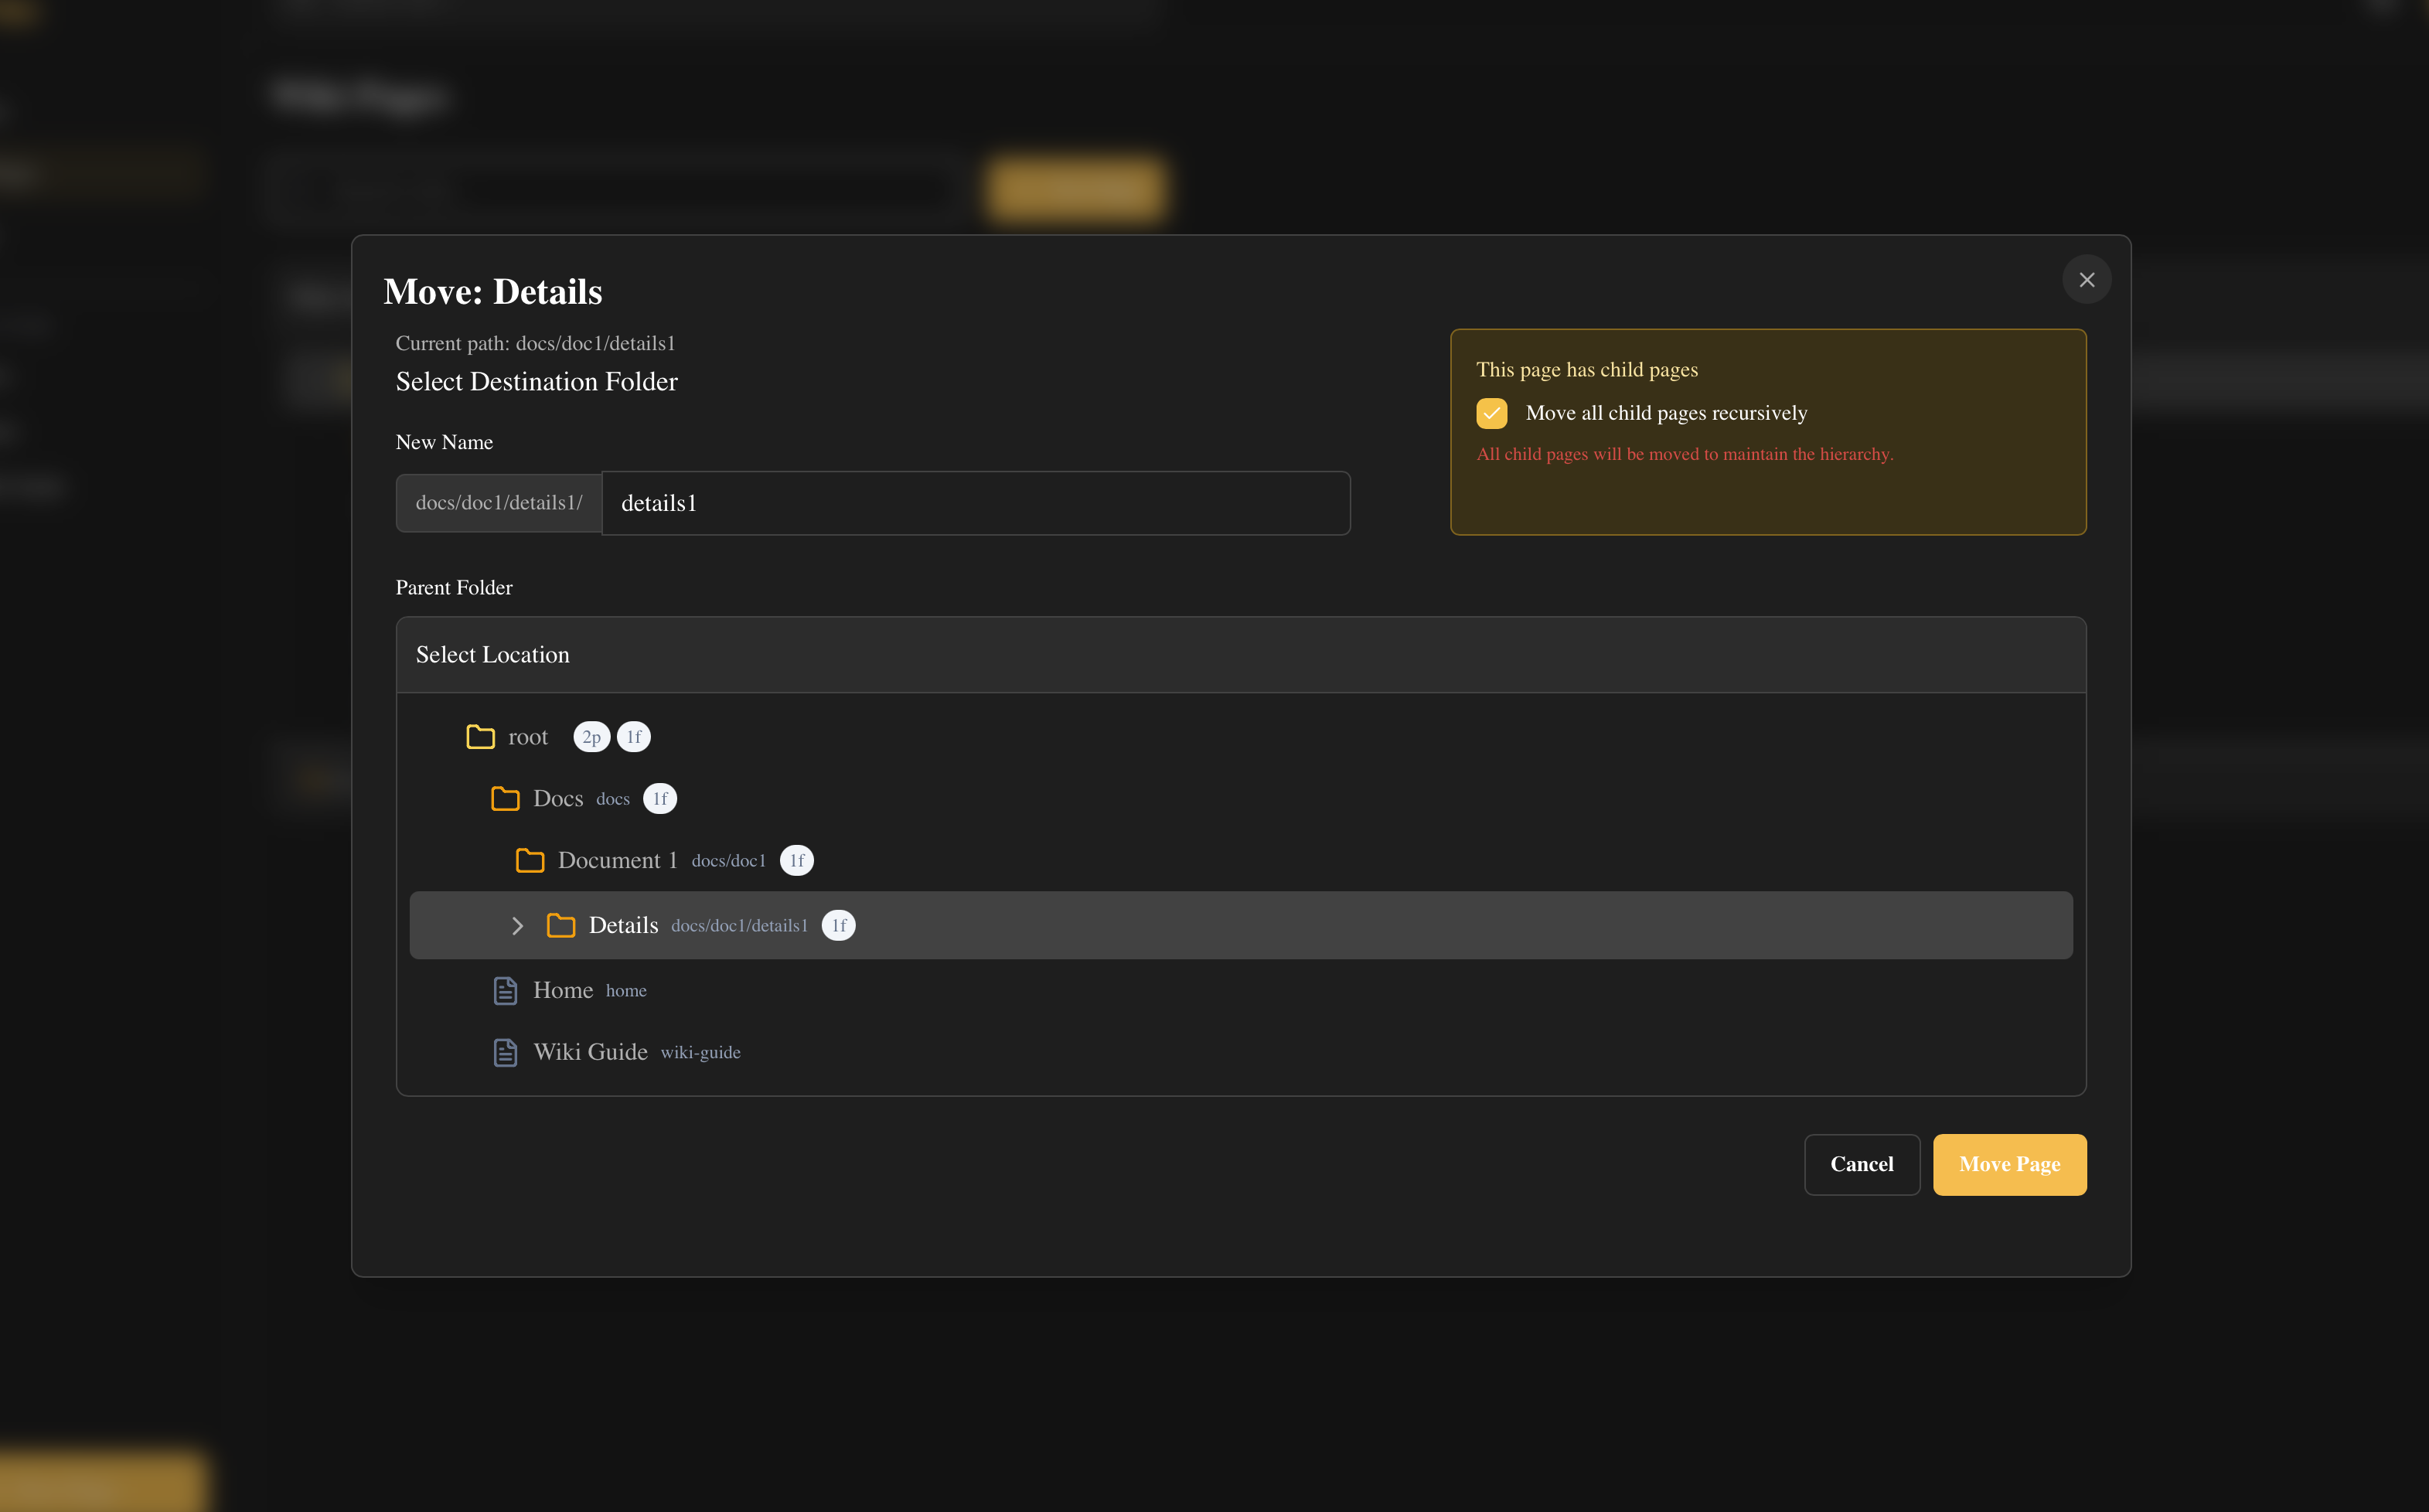 Move: Details
Current path: docs/doc1/details1
Select Destination Folder
New Name
docs/doc1/details1/ details1
This page has child pages
Move all child pages recursively
All child pages will be moved to maintain the hierarchy.
Parent Folder
Select Location
root 2p 1f
Docs docs 1f
Document 1 docs/doc1 1f
Details docs/doc1/details1 1f
Home home
Wiki Guide wiki-guide
Cancel Move Page